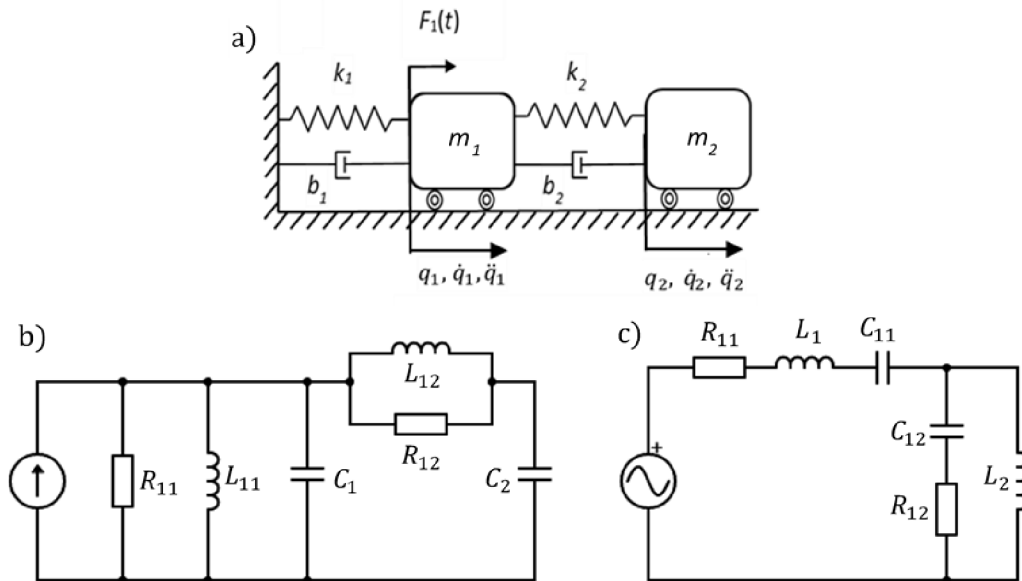 a)
F₁(t)
k₁
k₂
m₁
m₂
b₁
b₂
q₁, q̇₁, q̈₁
q₂, q̇₂, q̈₂
b)
L₁₂
R₁₂
R₁₁
L₁₁
C₁
C₂
c)
R₁₁
L₁
C₁₁
+
C₁₂
R₁₂
L₂